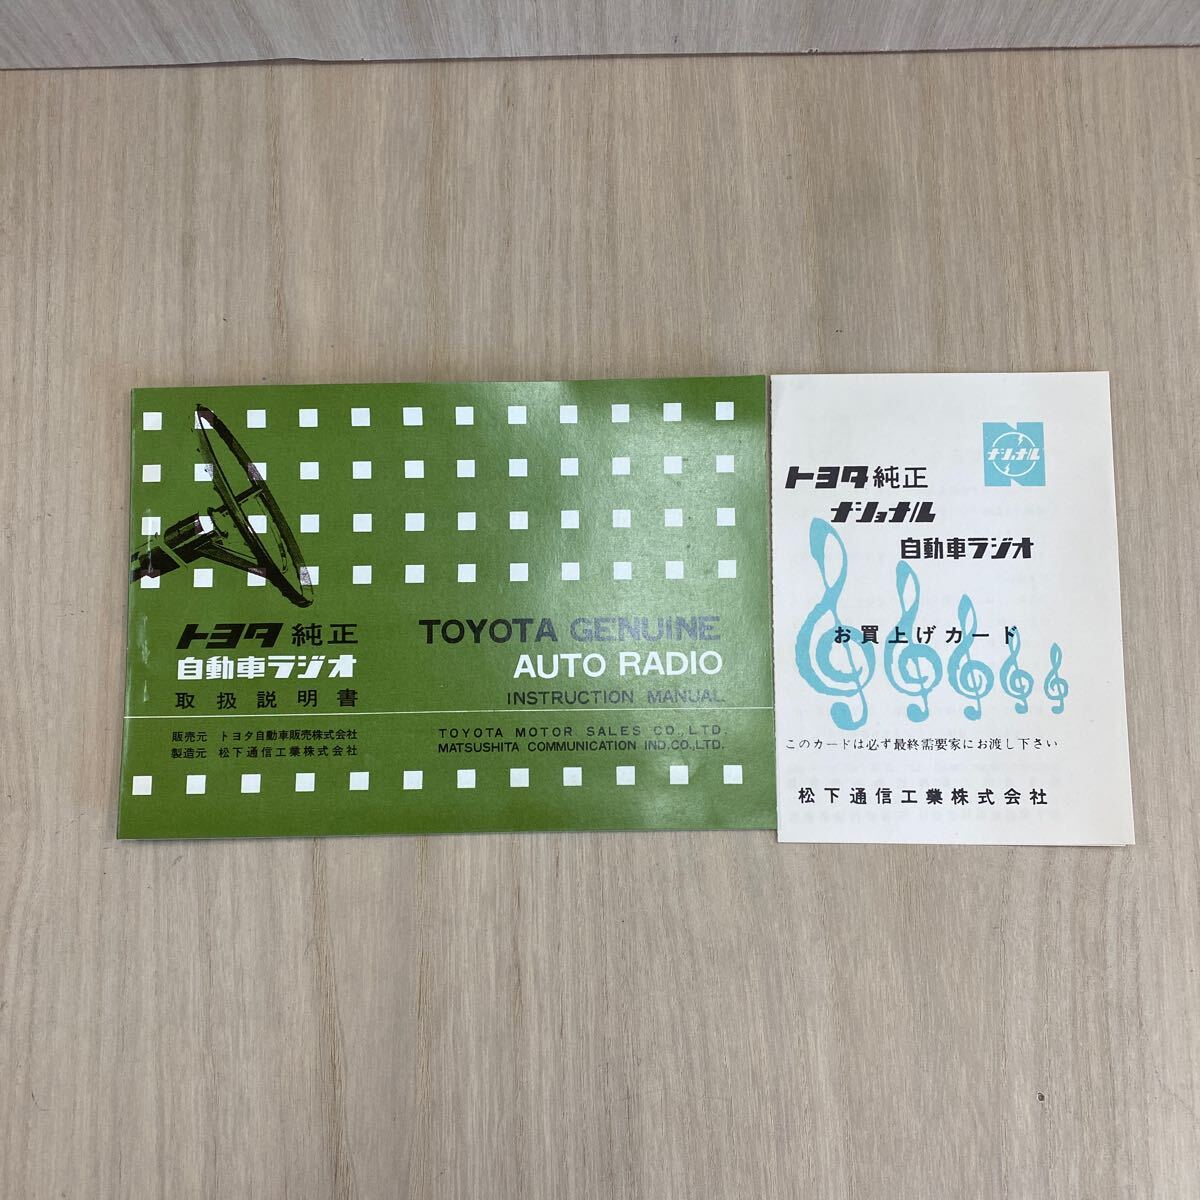 トヨタ 純正
自動車ラジオ
取扱説明書
TOYOTA GENUINE
AUTO RADIO
INSTRUCTION MANUAL
販売元 トヨタ自動車販売株式会社
製造元 松下通信工業株式会社
TOYOTA MOTOR SALES CO.,LTD.
MATSUSHITA COMMUNICATION IND.CO.,LTD.
ナショナル
トヨタ純正
ナショナル
自動車ラジオ
お買上げカード
このカードは必ず最終需要家にお渡し下さい
松下通信工業株式会社